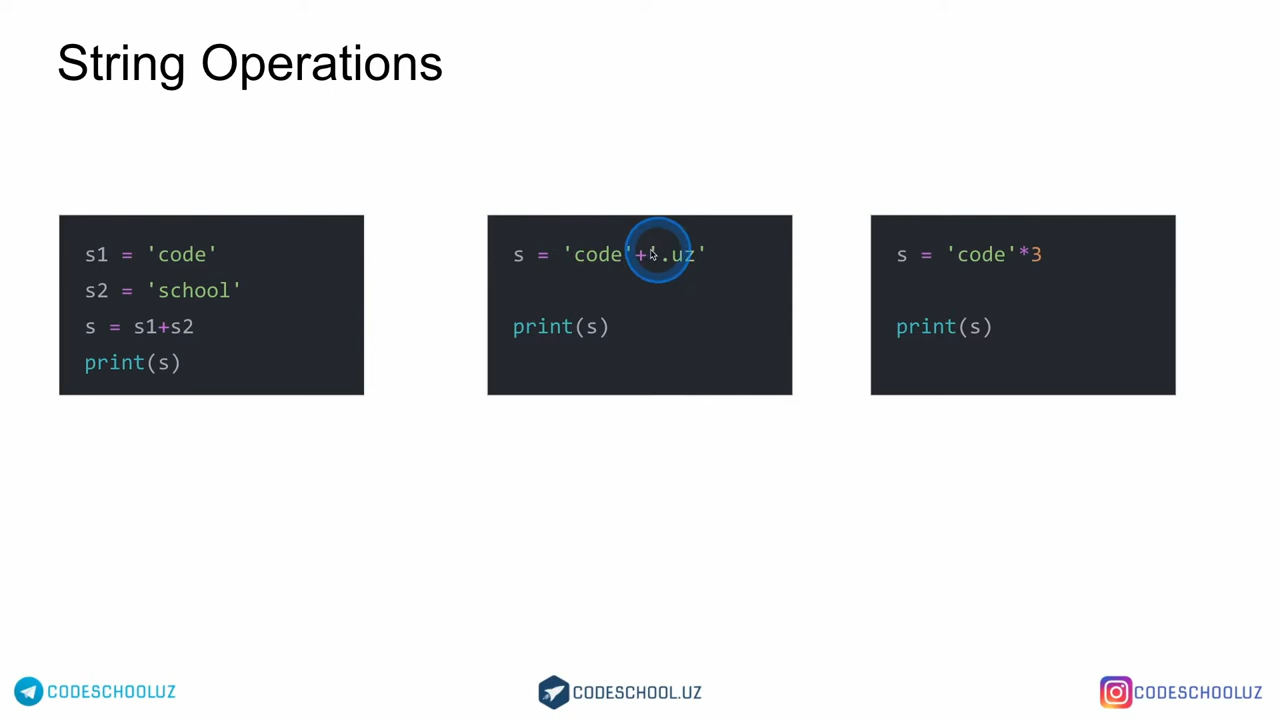 String Operations
s1 = 'code'
s2 = 'school'
s = s1+s2
print(s)
s = 'code'+'.uz'
print(s)
s = 'code'*3
print(s)
CODESCHOOLUZ
CODESCHOOL.UZ
CODESCHOOLUZ